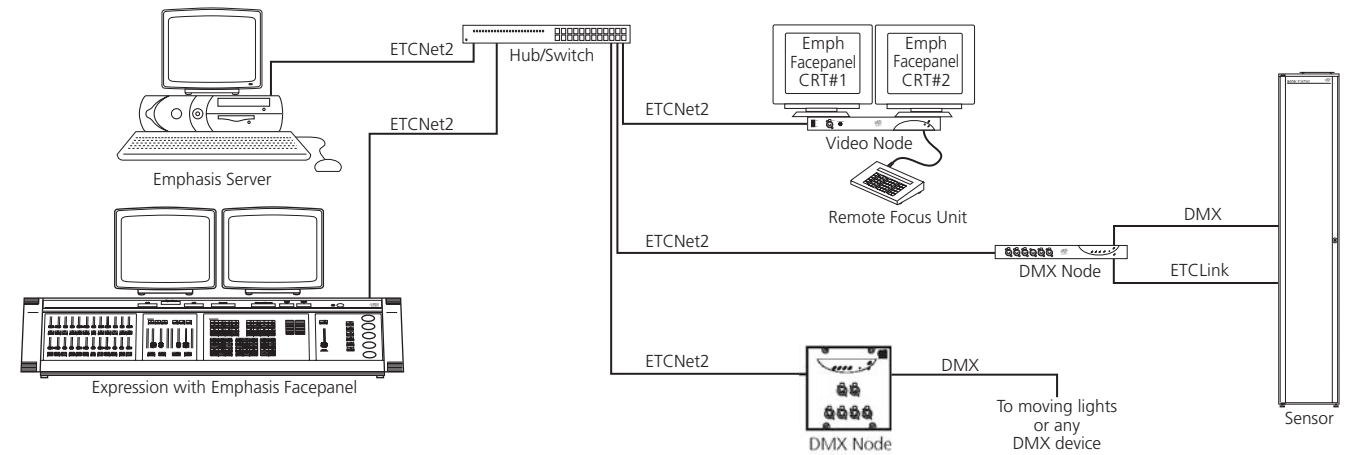 ETCNet2
Hub/Switch
Emph
Facepanel
CRT#1
Emph
Facepanel
CRT#2
ETCNet2
ETCNet2
Video Node
Emphasis Server
Remote Focus Unit
DMX
ETCNet2
DMX Node
ETCLink
ETCNet2
DMX
Expression with Emphasis Facepanel
To moving lights
or any
DMX device
Sensor
DMX Node